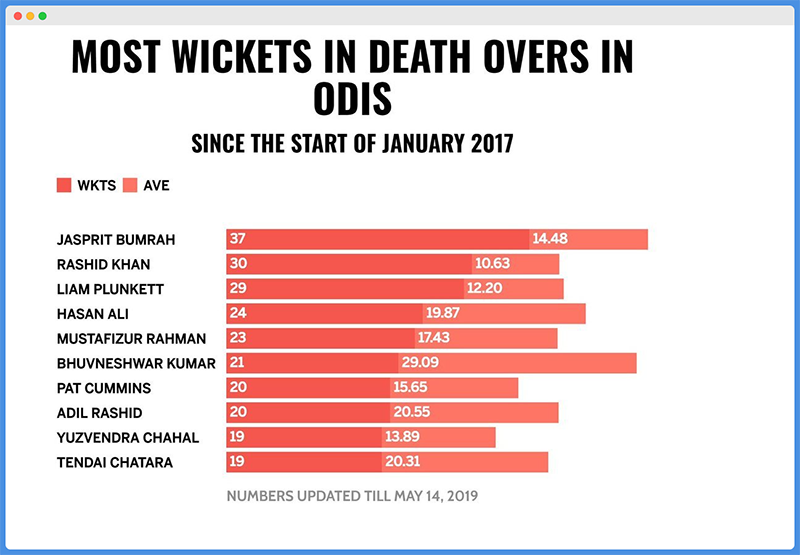 MOST WICKETS IN DEATH OVERS IN
ODIS
SINCE THE START OF JANUARY 2017
WKTS AVE
JASPRIT BUMRAH 37 14.48
RASHID KHAN 30 10.63
LIAM PLUNKETT 29 12.20
HASAN ALI 24 19.87
MUSTAFIZUR RAHMAN 23 17.43
BHUVNESHWAR KUMAR 21 29.09
PAT CUMMINS 20 15.65
ADIL RASHID 20 20.55
YUZVENDRA CHAHAL 19 13.89
TENDAI CHATARA 19 20.31
NUMBERS UPDATED TILL MAY 14, 2019